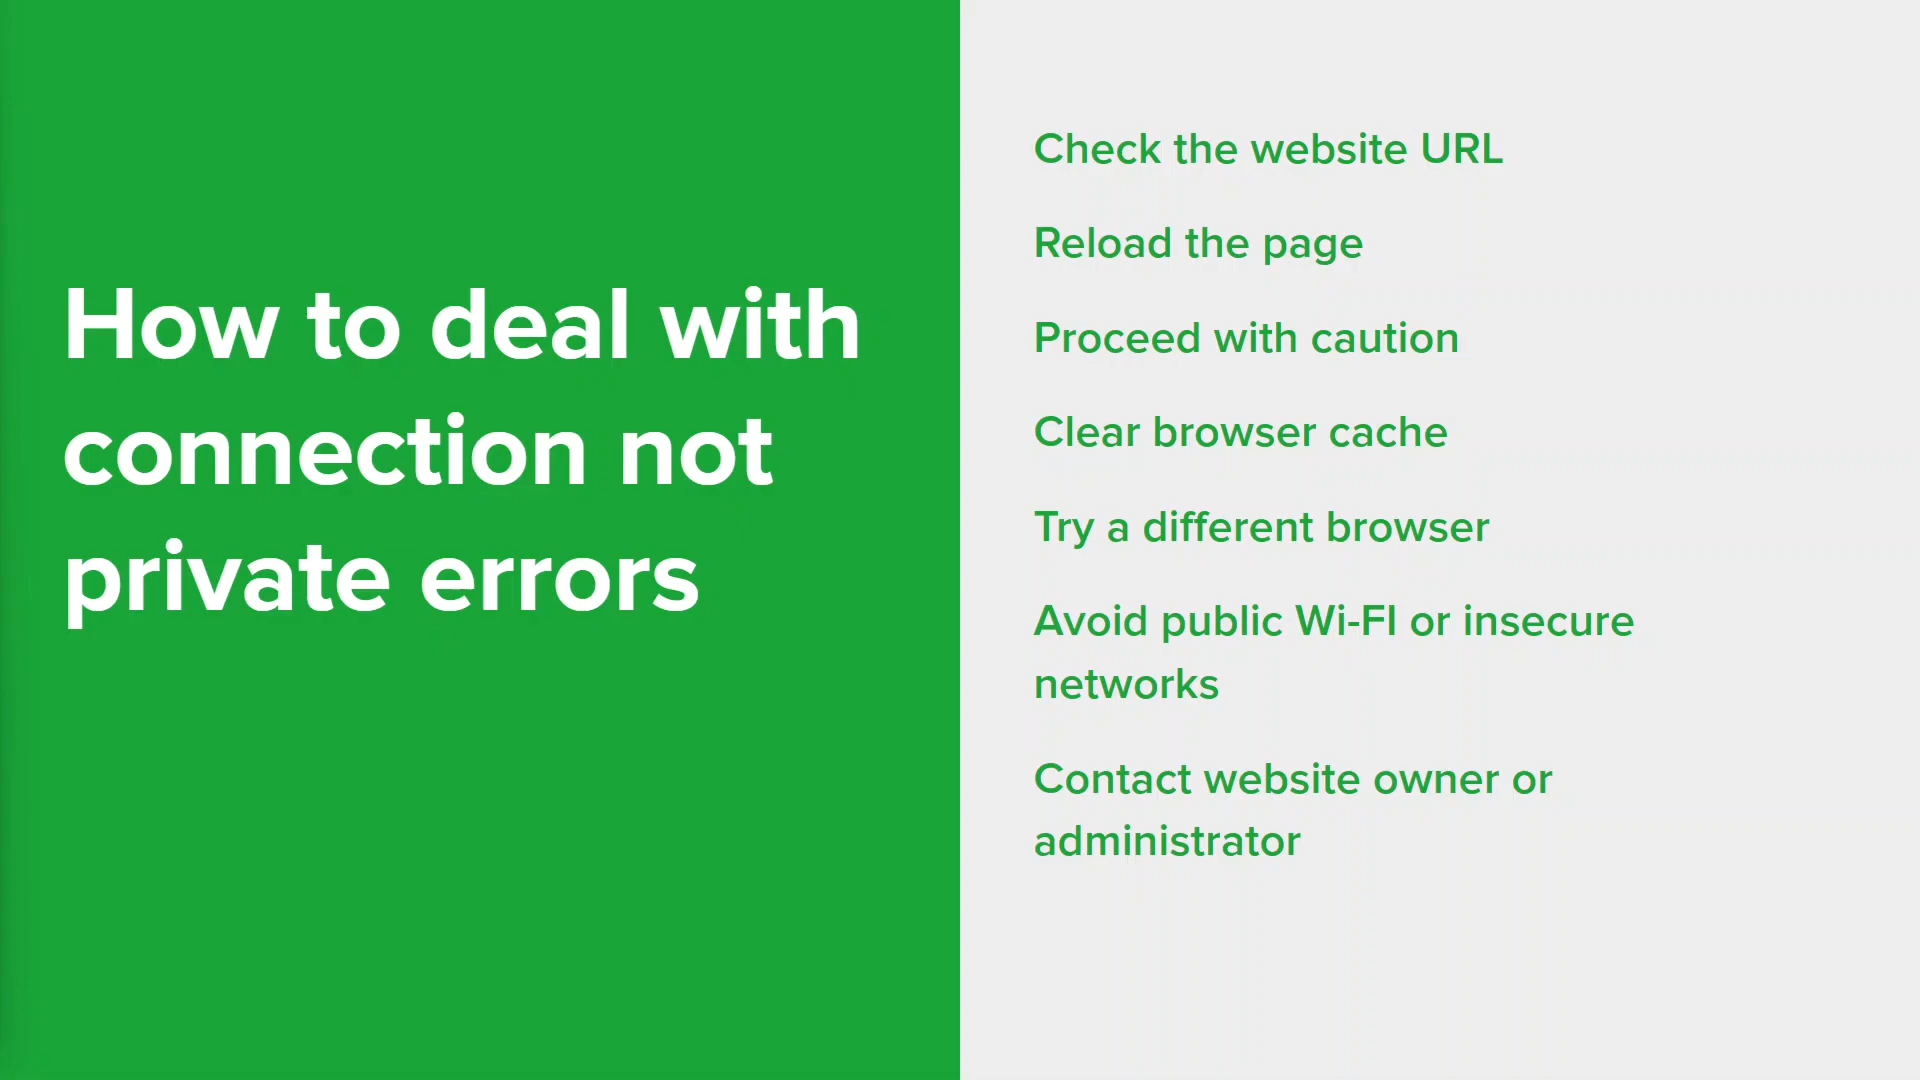 How to deal with
connection not
private errors
Check the website URL
Reload the page
Proceed with caution
Clear browser cache
Try a different browser
Avoid public Wi-FI or insecure
networks
Contact website owner or
administrator